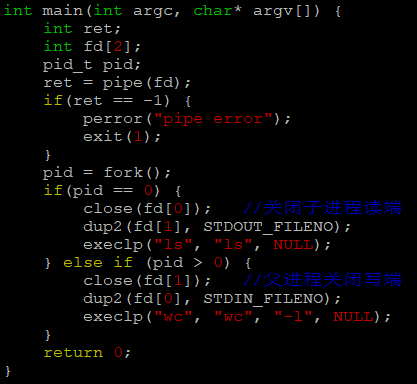 int main(int argc, char* argv[]) {
    int ret;
    int fd[2];
    pid_t pid;
    ret = pipe(fd);
    if(ret == -1) {
        perror("pipe error");
        exit(1);
    }
    pid = fork();
    if(pid == 0) {
        close(fd[0]);   //关闭子进程读端
        dup2(fd[1], STDOUT_FILENO);
        execlp("ls", "ls", NULL);
    } else if (pid > 0) {
        close(fd[1]);   //父进程关闭写端
        dup2(fd[0], STDIN_FILENO);
        execlp("wc", "wc", "-l", NULL);
    }
    return 0;
}